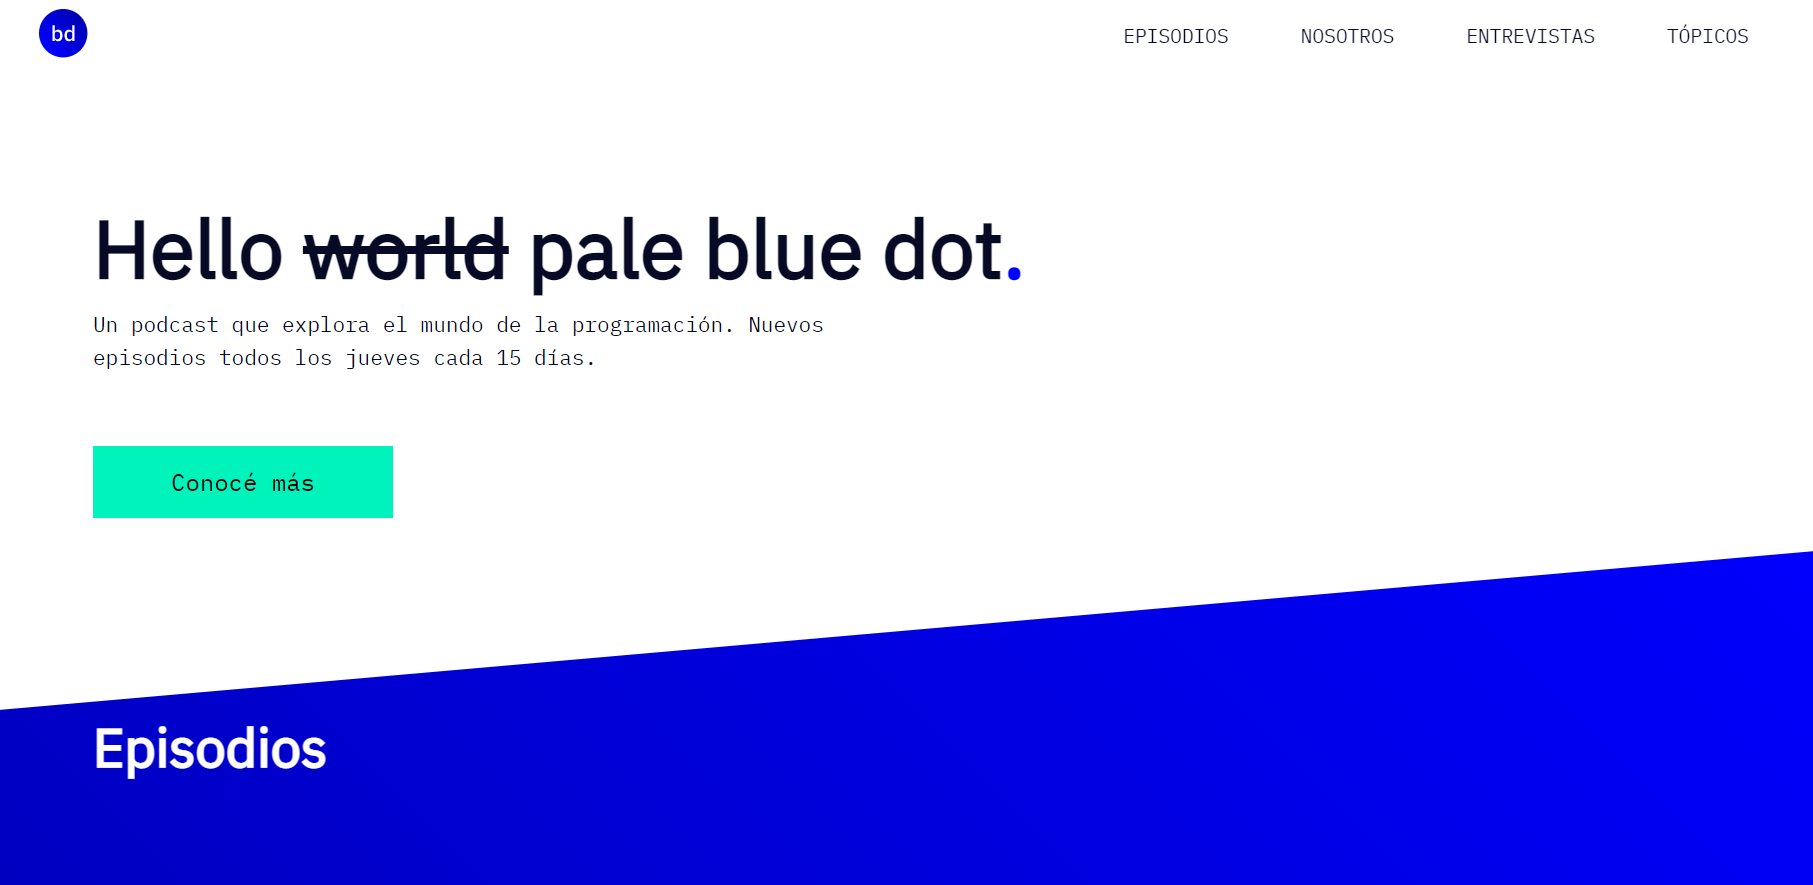 bd
EPISODIOS NOSOTROS ENTREVISTAS TÓPICOS
Hello world pale blue dot.
Un podcast que explora el mundo de la programación. Nuevos
episodios todos los jueves cada 15 días.
Conocé más
Episodios